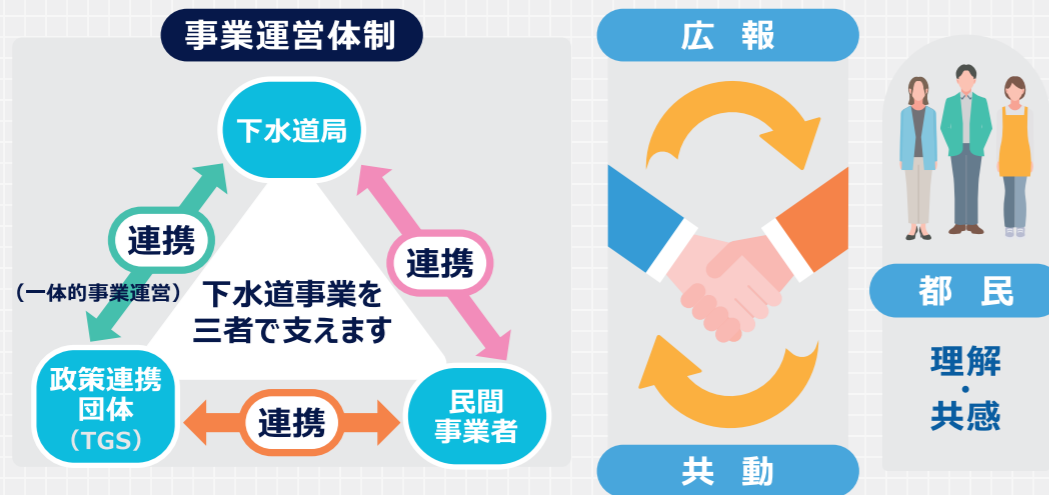 事業運営体制
下水道局
連携
（一体的事業運営）
連携
下水道事業を
三者で支えます
政策連携
団体
（TGS）
連携
民間
事業者
広 報
共 動
都 民
理解
・
共感